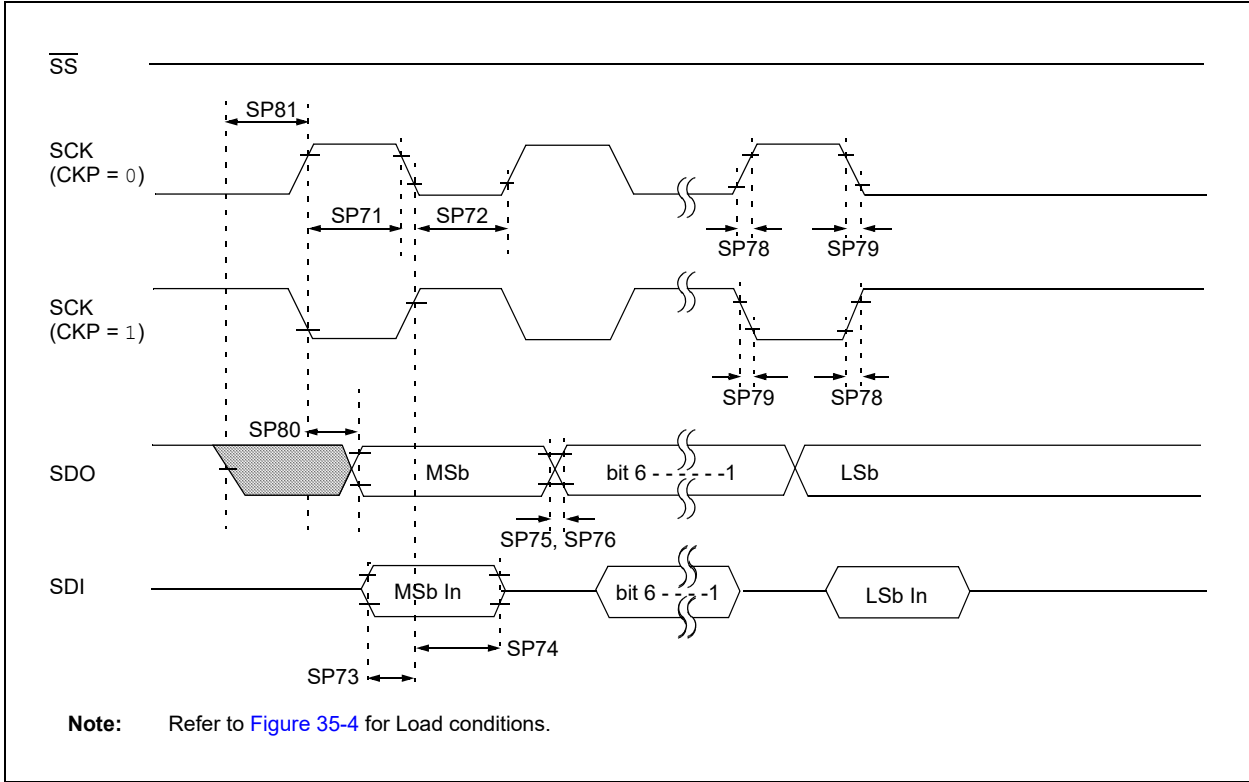 SS
SP81
SCK
(CKP = 0)
SP71
SP72
SP78
SP79
SCK
(CKP = 1)
SP79
SP78
SP80
SDO
MSb
bit 6 - - - - - -1
LSb
SP75, SP76
SDI
MSb In
bit 6 - - - - -1
LSb In
SP74
SP73
Note: Refer to Figure 35-4 for Load conditions.